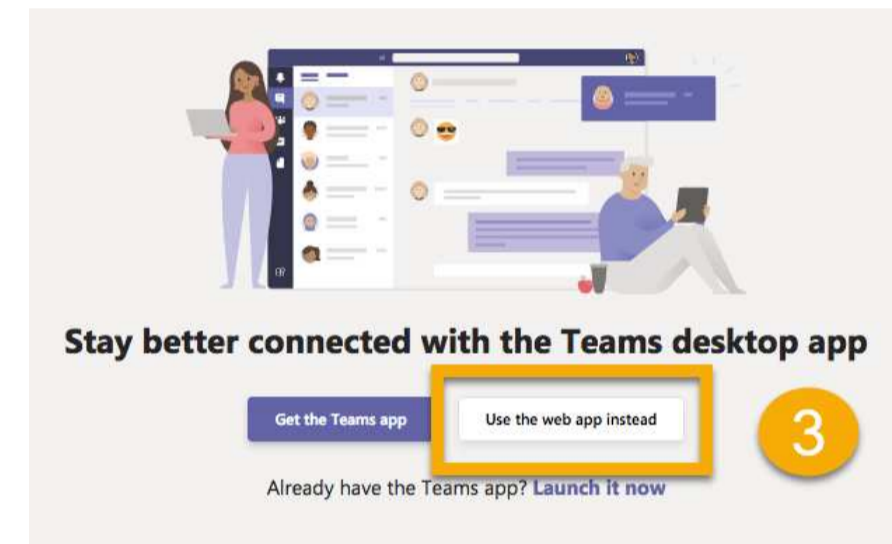 Stay better connected with the Teams desktop app
Get the Teams app
Use the web app instead
3
Already have the Teams app? Launch it now